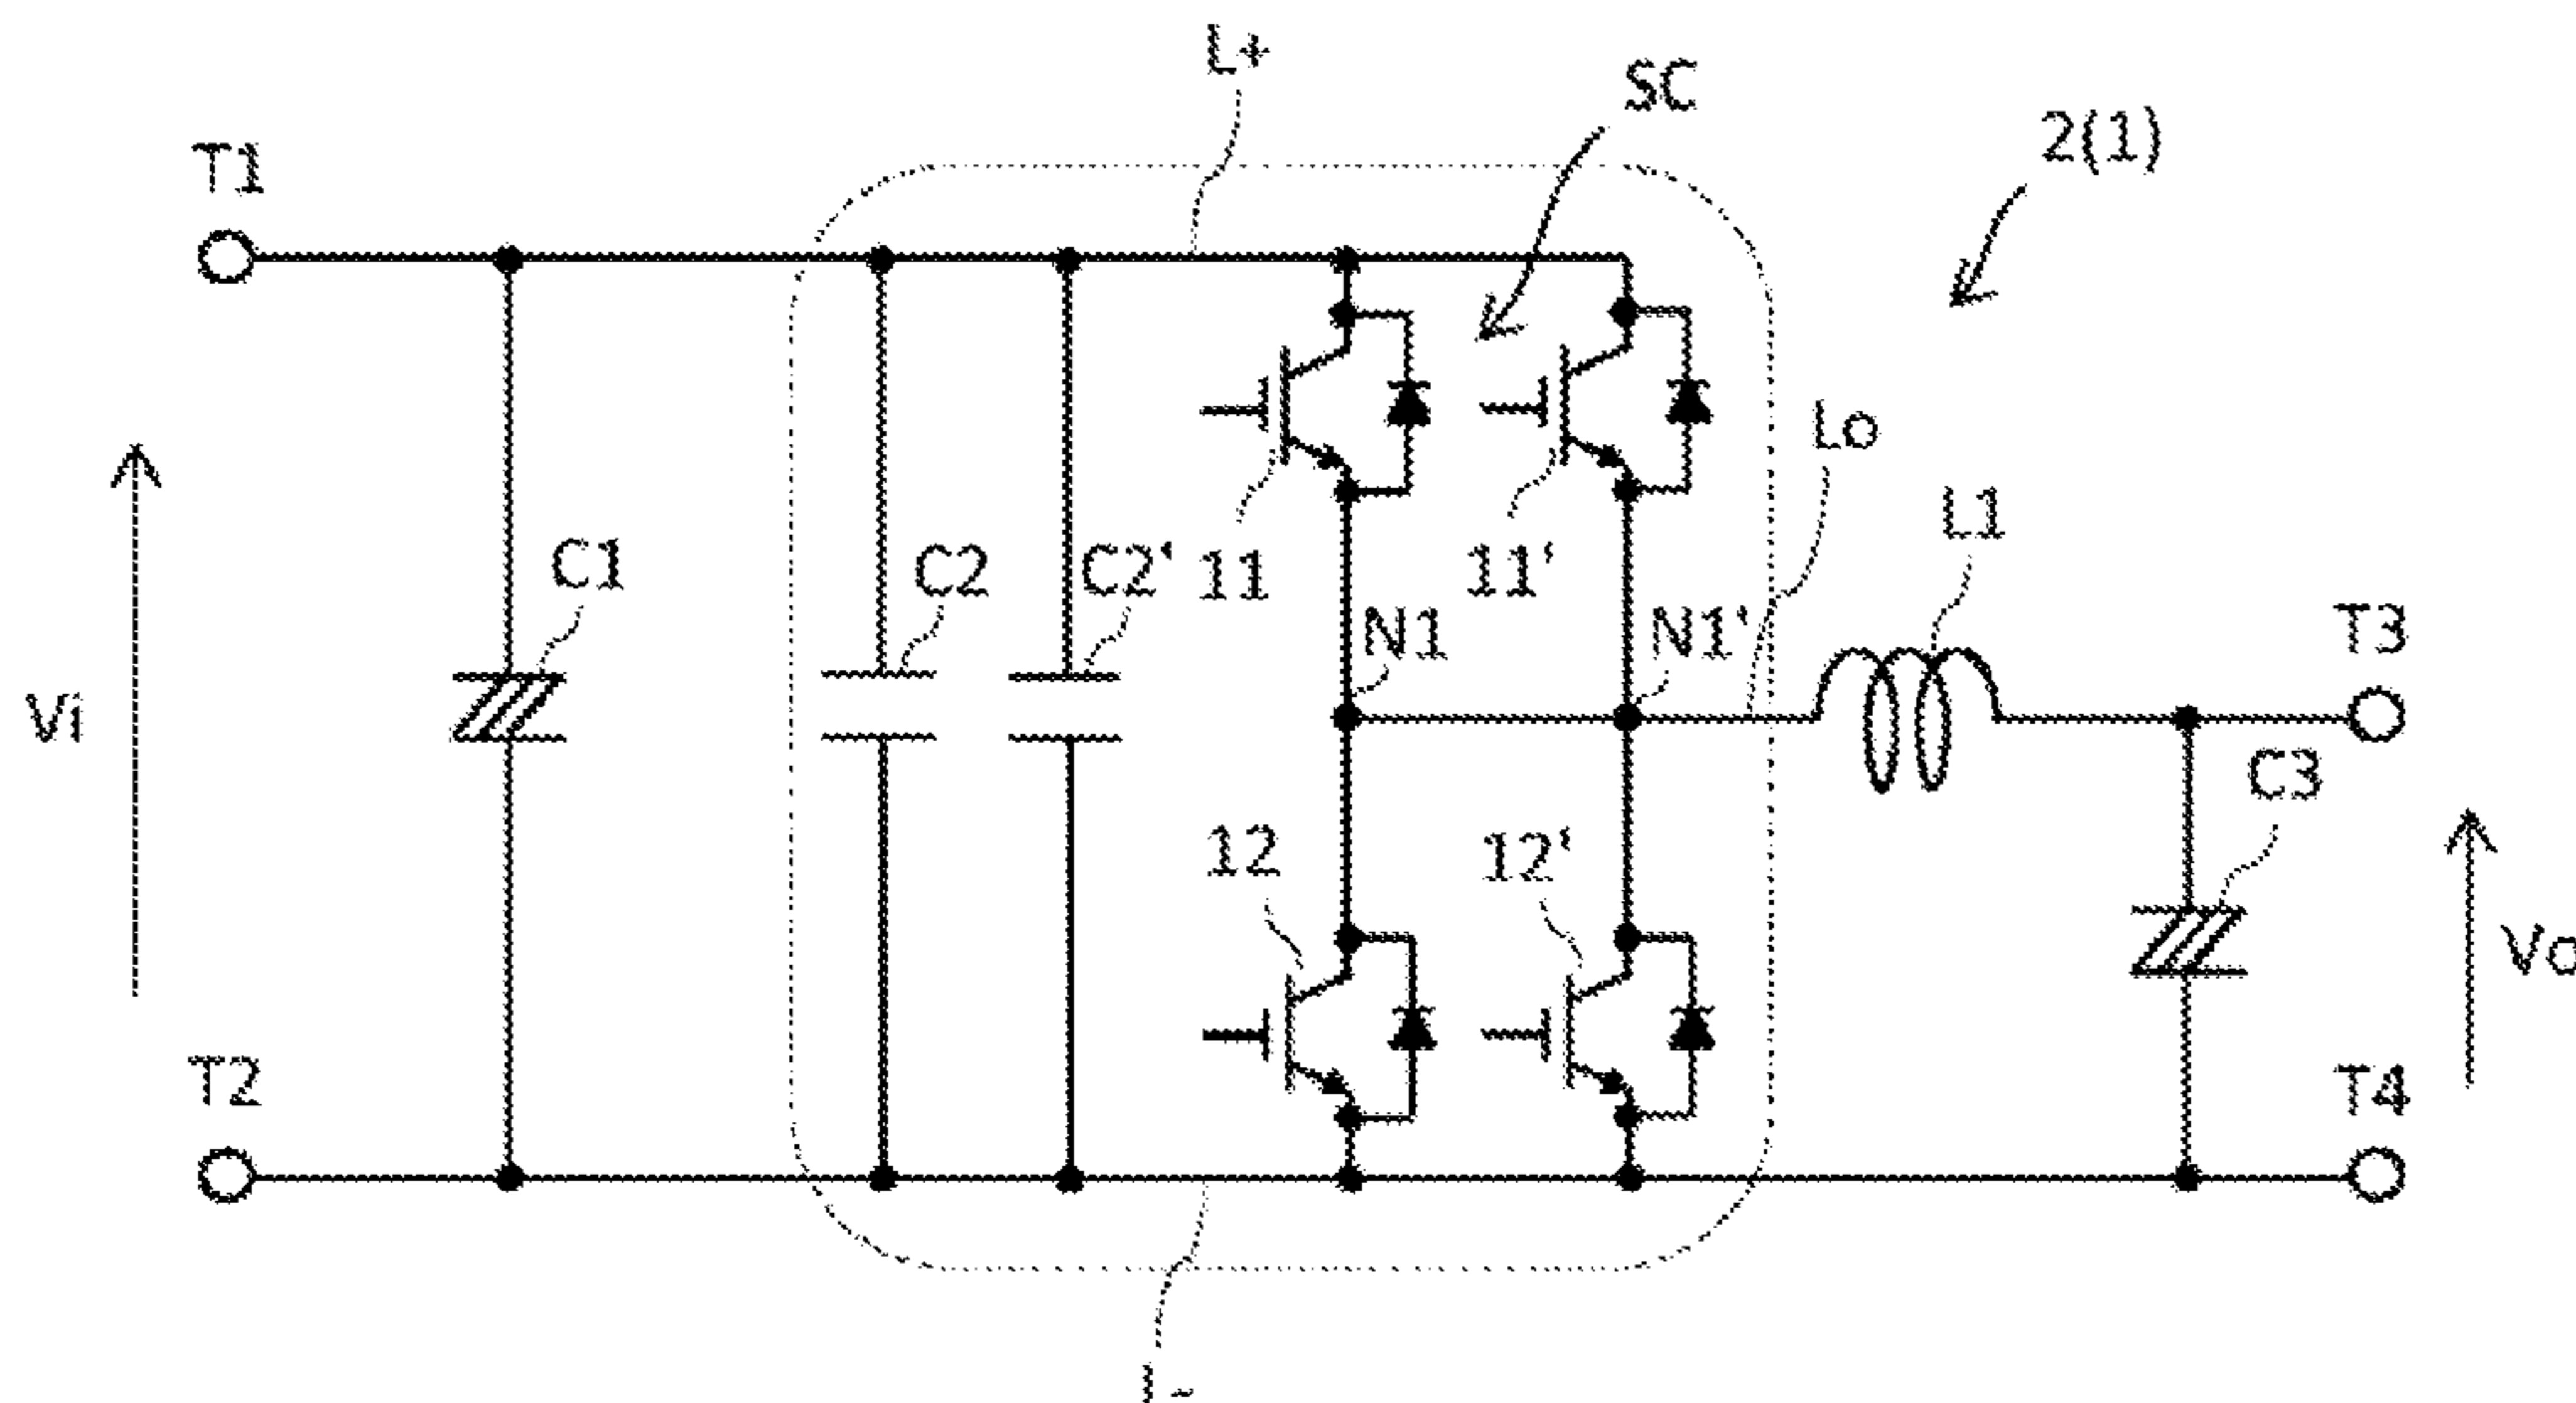 L+
SC
2(1)
T1
Lo
L1
C1
C2
C2'
11
11'
N1
N1'
T3
Vi
C3
12
12'
Vo
T2
T4
L-